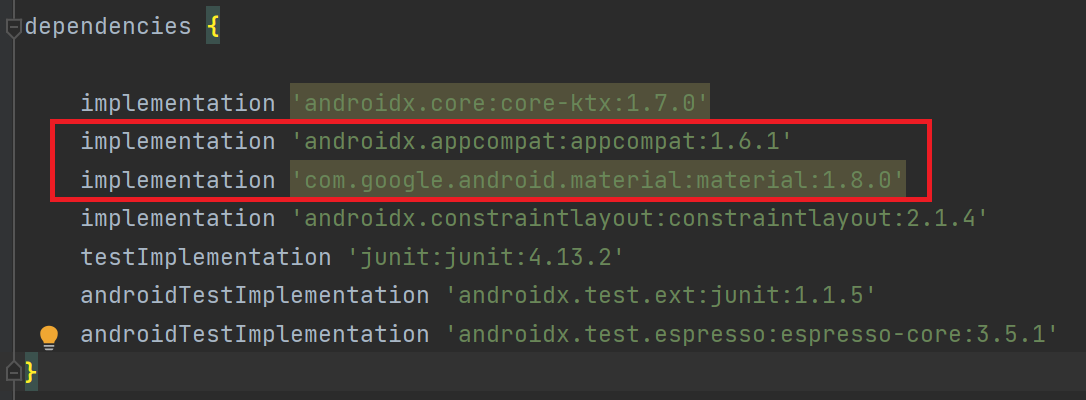 dependencies {
implementation 'androidx.core:core-ktx:1.7.0'
implementation 'androidx.appcompat:appcompat:1.6.1'
implementation 'com.google.android.material:material:1.8.0'
implementation 'androidx.constraintlayout:constraintlayout:2.1.4'
testImplementation 'junit:junit:4.13.2'
androidTestImplementation 'androidx.test.ext:junit:1.1.5'
androidTestImplementation 'androidx.test.espresso:espresso-core:3.5.1'
}